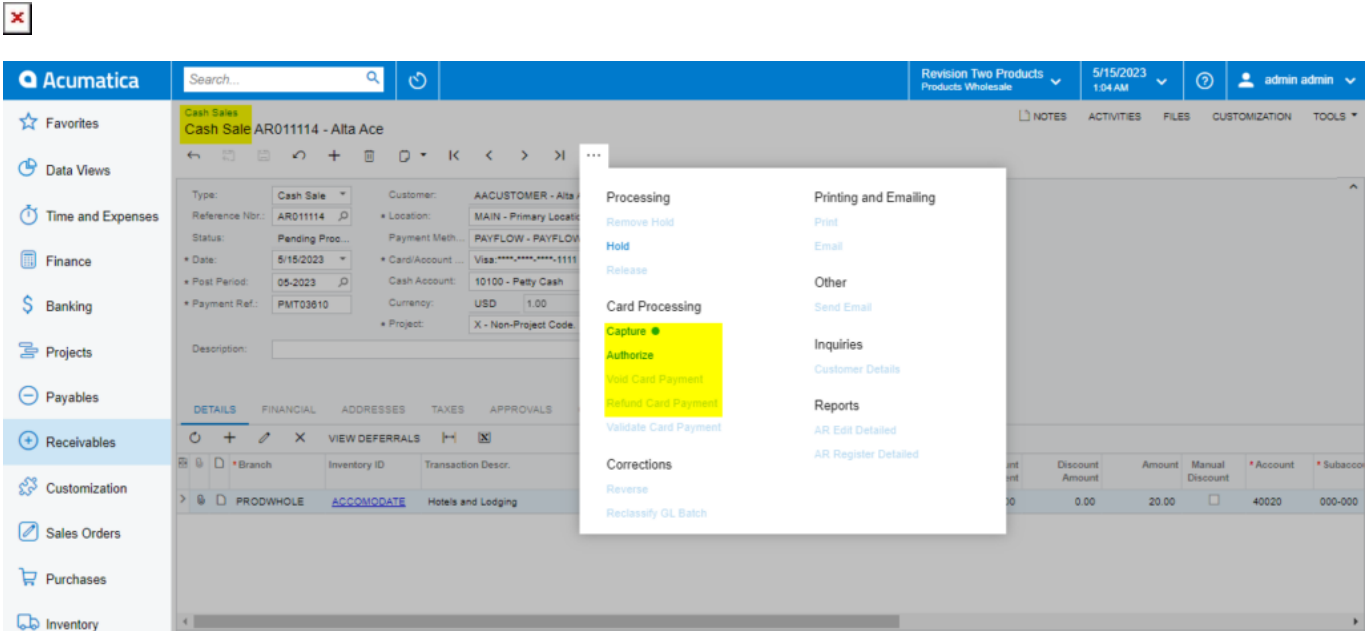 Acumatica
Search...
Revision Two Products
Products Wholesale
5/15/2023
1:04 AM
admin admin
Favorites
Data Views
Time and Expenses
Finance
Banking
Projects
Payables
Receivables
Customization
Sales Orders
Purchases
Inventory
Cash Sales
Cash Sale AR011114 - Alta Ace
NOTES ACTIVITIES FILES CUSTOMIZATION TOOLS
Type: Cash Sale
Reference Nbr.: AR011114
Status: Pending Proc...
* Date: 5/15/2023
* Post Period: 05-2023
* Payment Ref.: PMT03610
Customer: AACUSTOMER - Alta
* Location: MAIN - Primary Locatio
Payment Meth... PAYFLOW - PAYFLOW
* Card/Account ... Visa:****-****-****-1111
Cash Account: 10100 - Petty Cash
Currency: USD 1.00
* Project: X - Non-Project Code.
Description:
Processing
Remove Hold
Hold
Release
Card Processing
Capture
Authorize
Void Card Payment
Refund Card Payment
Validate Card Payment
Corrections
Reverse
Reclassify GL Batch
Printing and Emailing
Print
Email
Other
Send Email
Inquiries
Customer Details
Reports
AR Edit Detailed
AR Register Detailed
DETAILS FINANCIAL ADDRESSES TAXES APPROVALS
VIEW DEFERRALS
* Branch Inventory ID Transaction Descr. Discount Amount Amount Manual Discount * Account * Subacco
PRODWHOLE ACCOMODATE Hotels and Lodging 0.00 20.00 40020 000-000